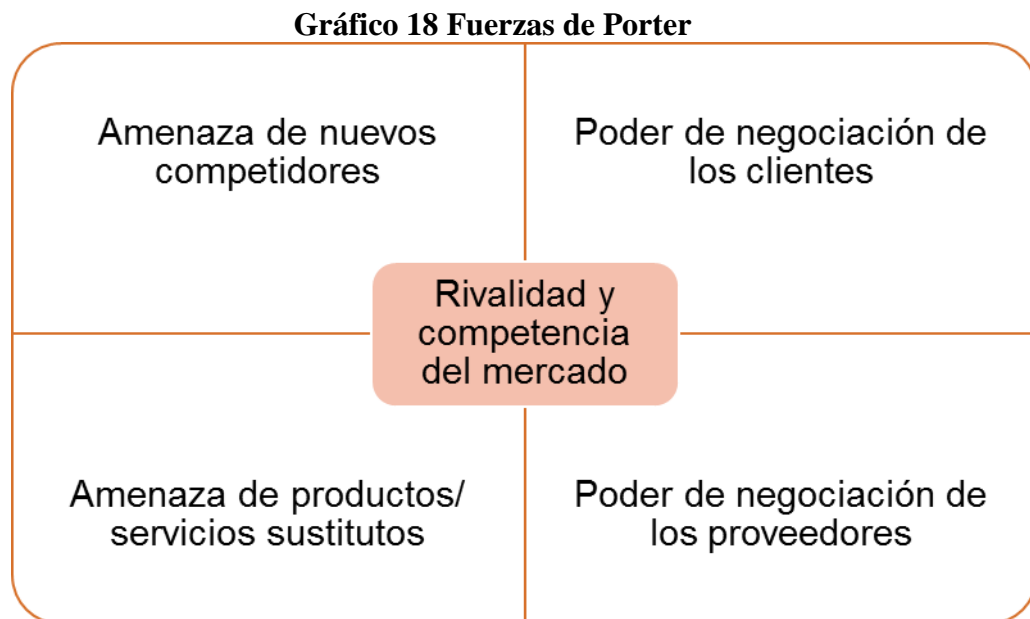 Gráfico 18 Fuerzas de Porter
Amenaza de nuevos
competidores
Poder de negociación de
los clientes
Rivalidad y
competencia
del mercado
Amenaza de productos/
servicios sustitutos
Poder de negociación de
los proveedores